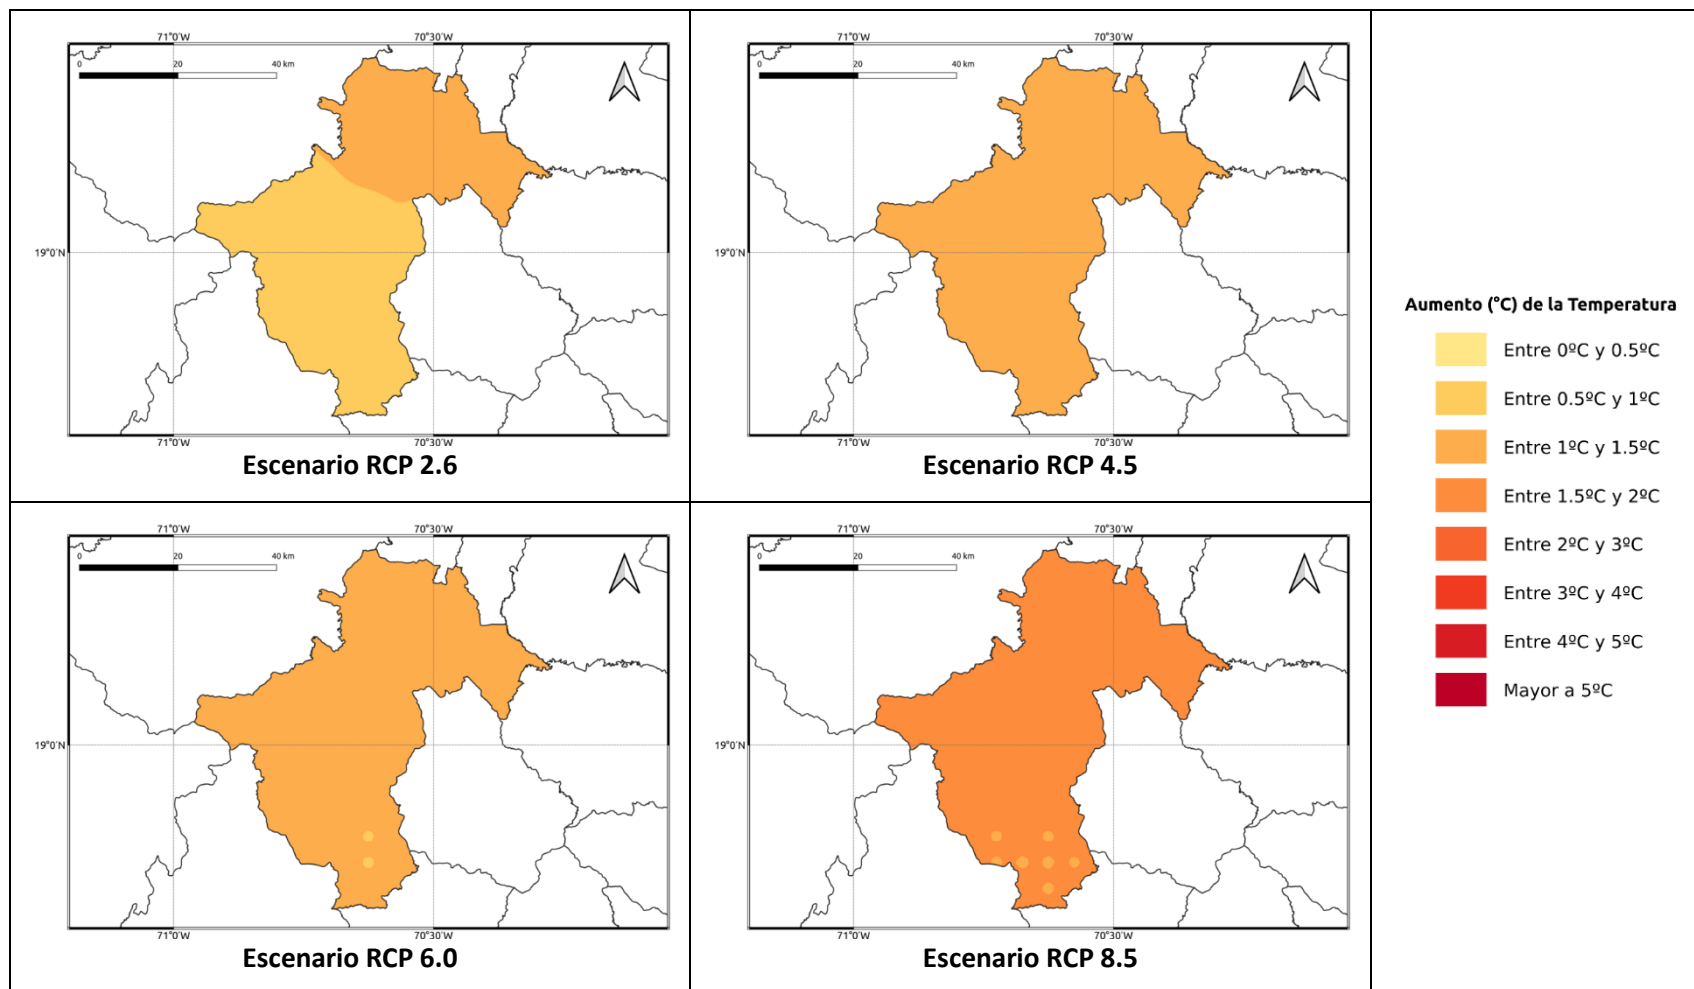 71°0'W 70°30'W
0 20 40 km
19°0'N
71°0'W 70°30'W
Escenario RCP 2.6
71°0'W 70°30'W
0 20 40 km
19°0'N
71°0'W 70°30'W
Escenario RCP 4.5
71°0'W 70°30'W
0 20 40 km
19°0'N
71°0'W 70°30'W
Escenario RCP 6.0
71°0'W 70°30'W
0 20 40 km
19°0'N
71°0'W 70°30'W
Escenario RCP 8.5
Aumento (°C) de la Temperatura
Entre 0ºC y 0.5ºC
Entre 0.5ºC y 1ºC
Entre 1ºC y 1.5ºC
Entre 1.5ºC y 2ºC
Entre 2ºC y 3ºC
Entre 3ºC y 4ºC
Entre 4ºC y 5ºC
Mayor a 5ºC